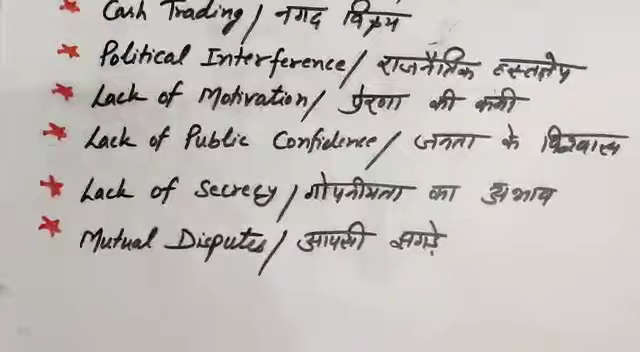 Cash Trading / नगद विक्रय
Political Interference / राजनैतिक हस्तक्षेप
Lack of Motivation / प्रेरणा की कमी
Lack of Public Confidence / जनता के विश्वास
Lack of Secrecy / गोपनीयता का अभाव
Mutual Disputes / आपसी झगड़े